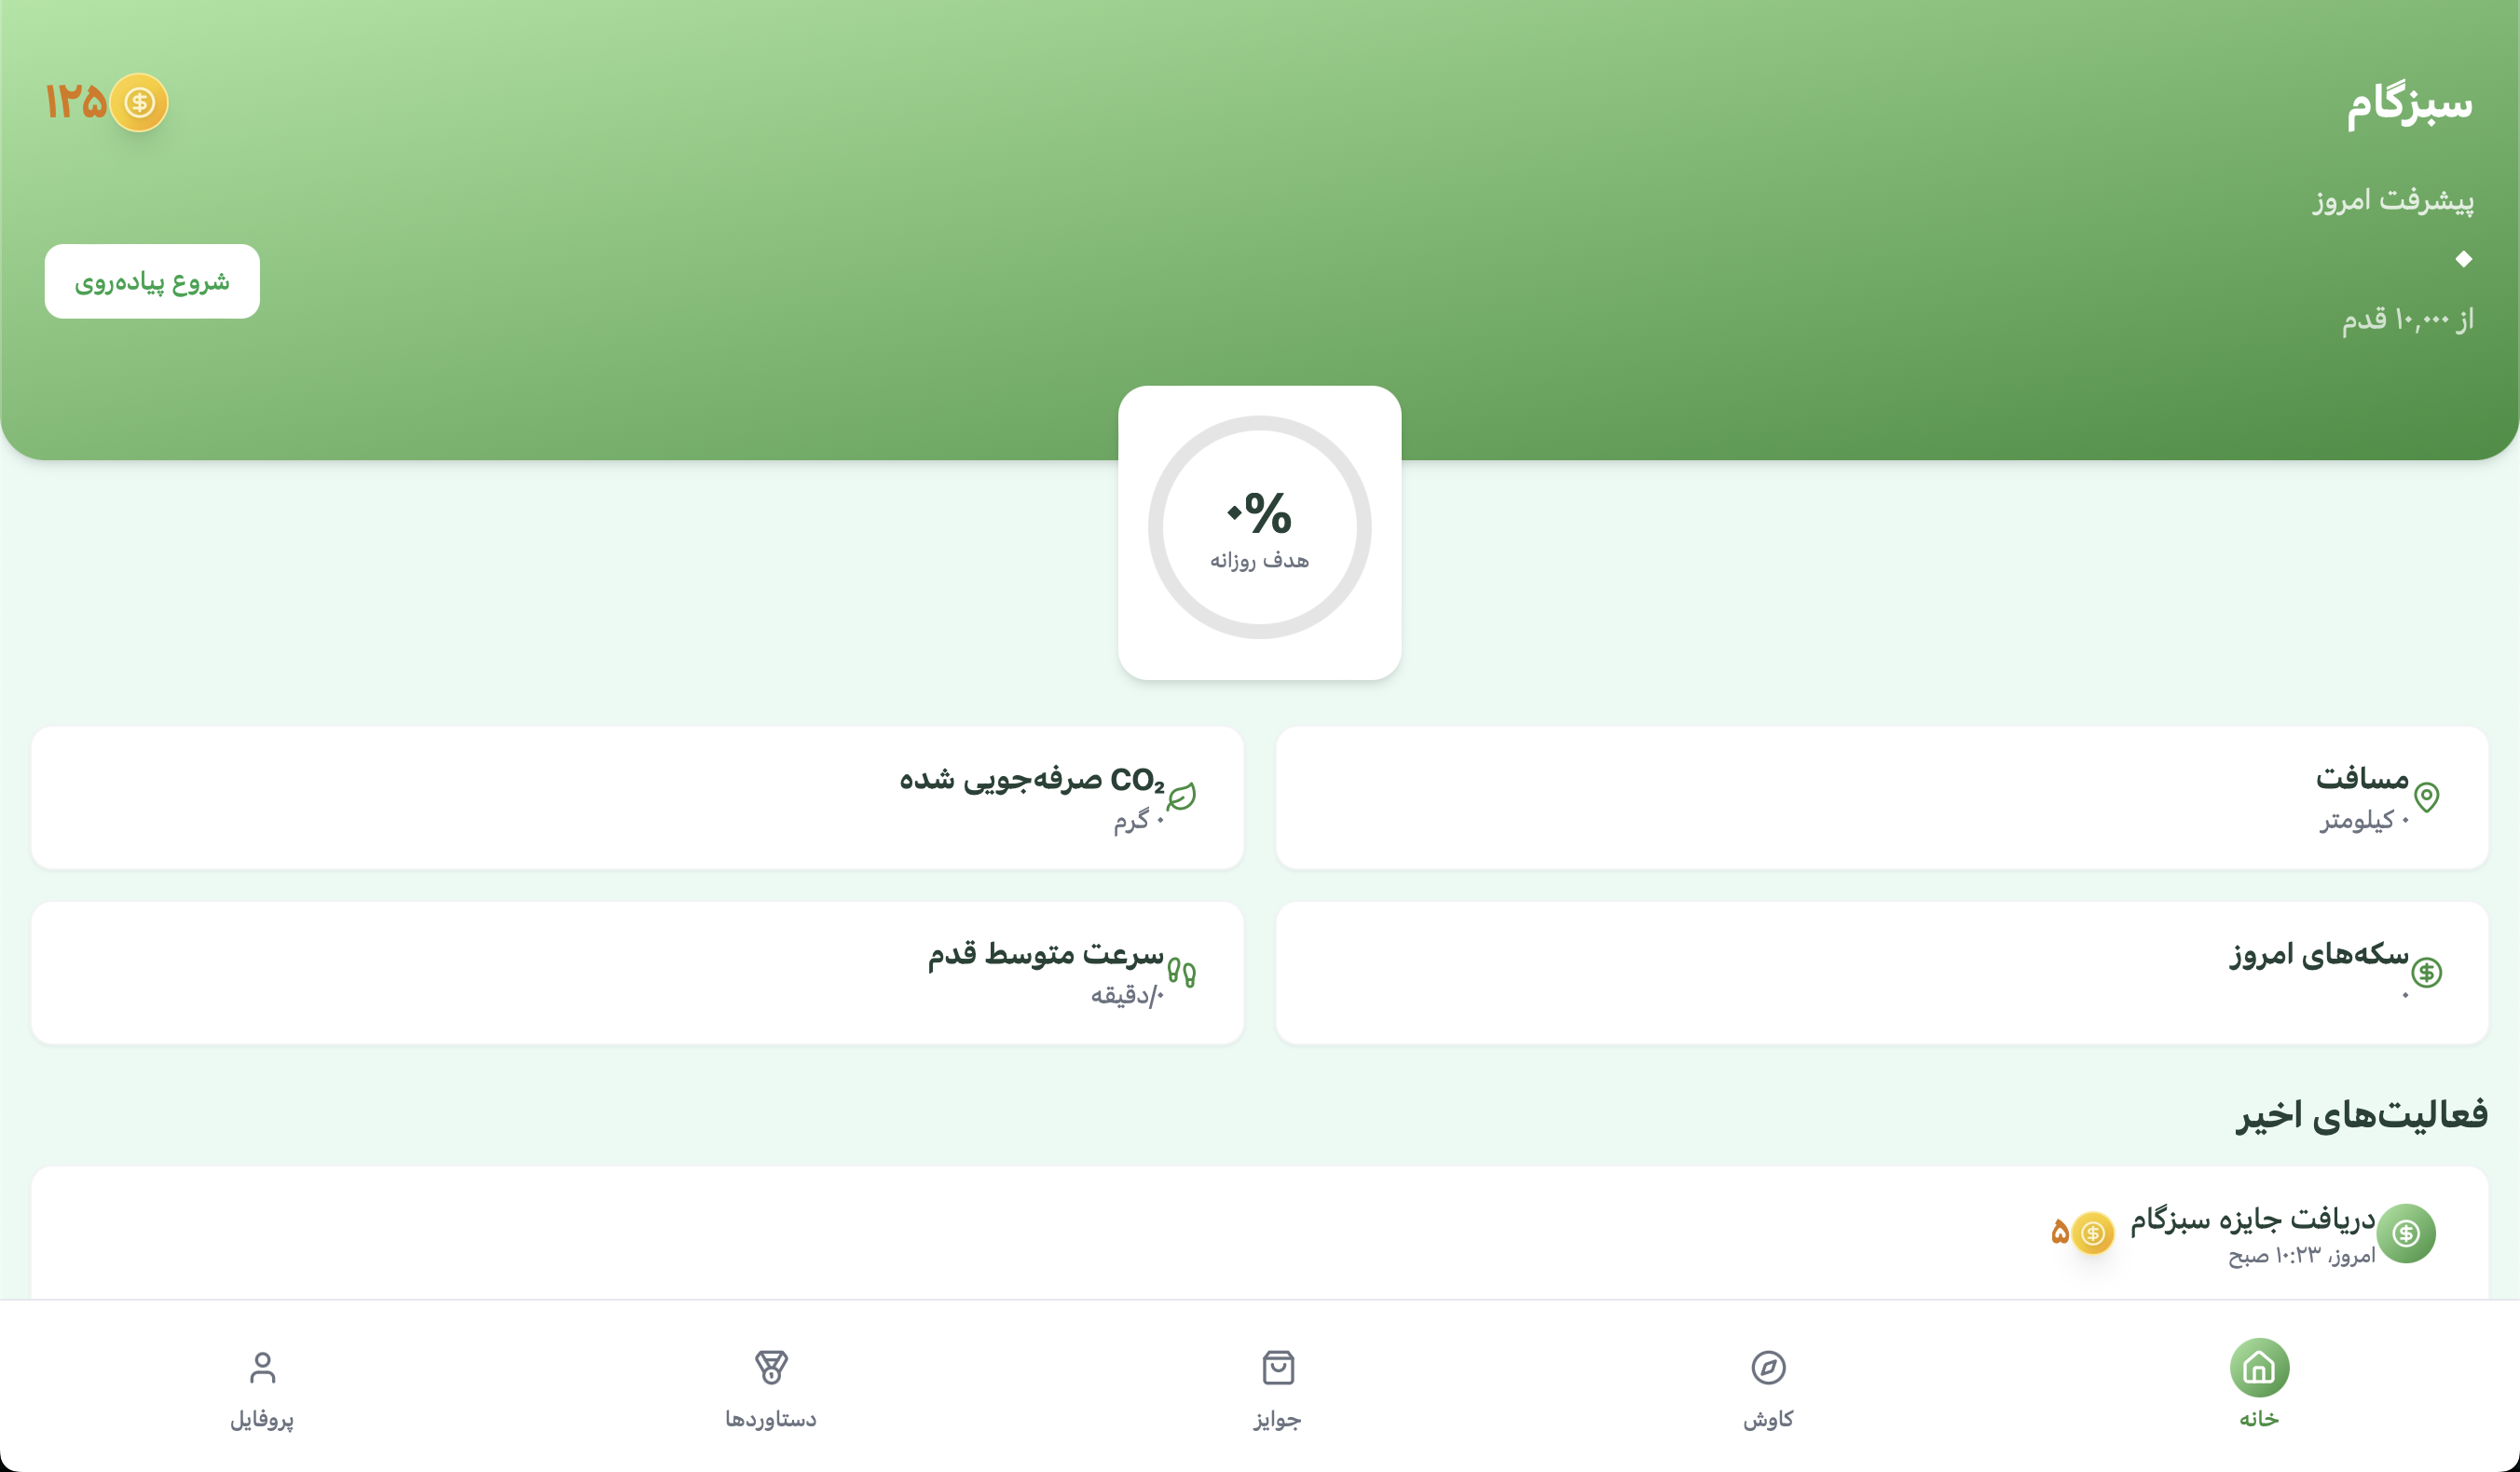 سبزگام
۱۲۵
پیشرفت امروز
۰
از ۱۰,۰۰۰ قدم
شروع پیاده‌روی
۰%
هدف روزانه
مسافت
۰ کیلومتر
CO₂ صرفه‌جویی شده
۰ گرم
سکه‌های امروز
۰
سرعت متوسط قدم
۰/دقیقه
فعالیت‌های اخیر
دریافت جایزه سبزگام
۵
امروز، ۱۰:۲۳ صبح
خانه
کاوش
جوایز
دستاوردها
پروفایل